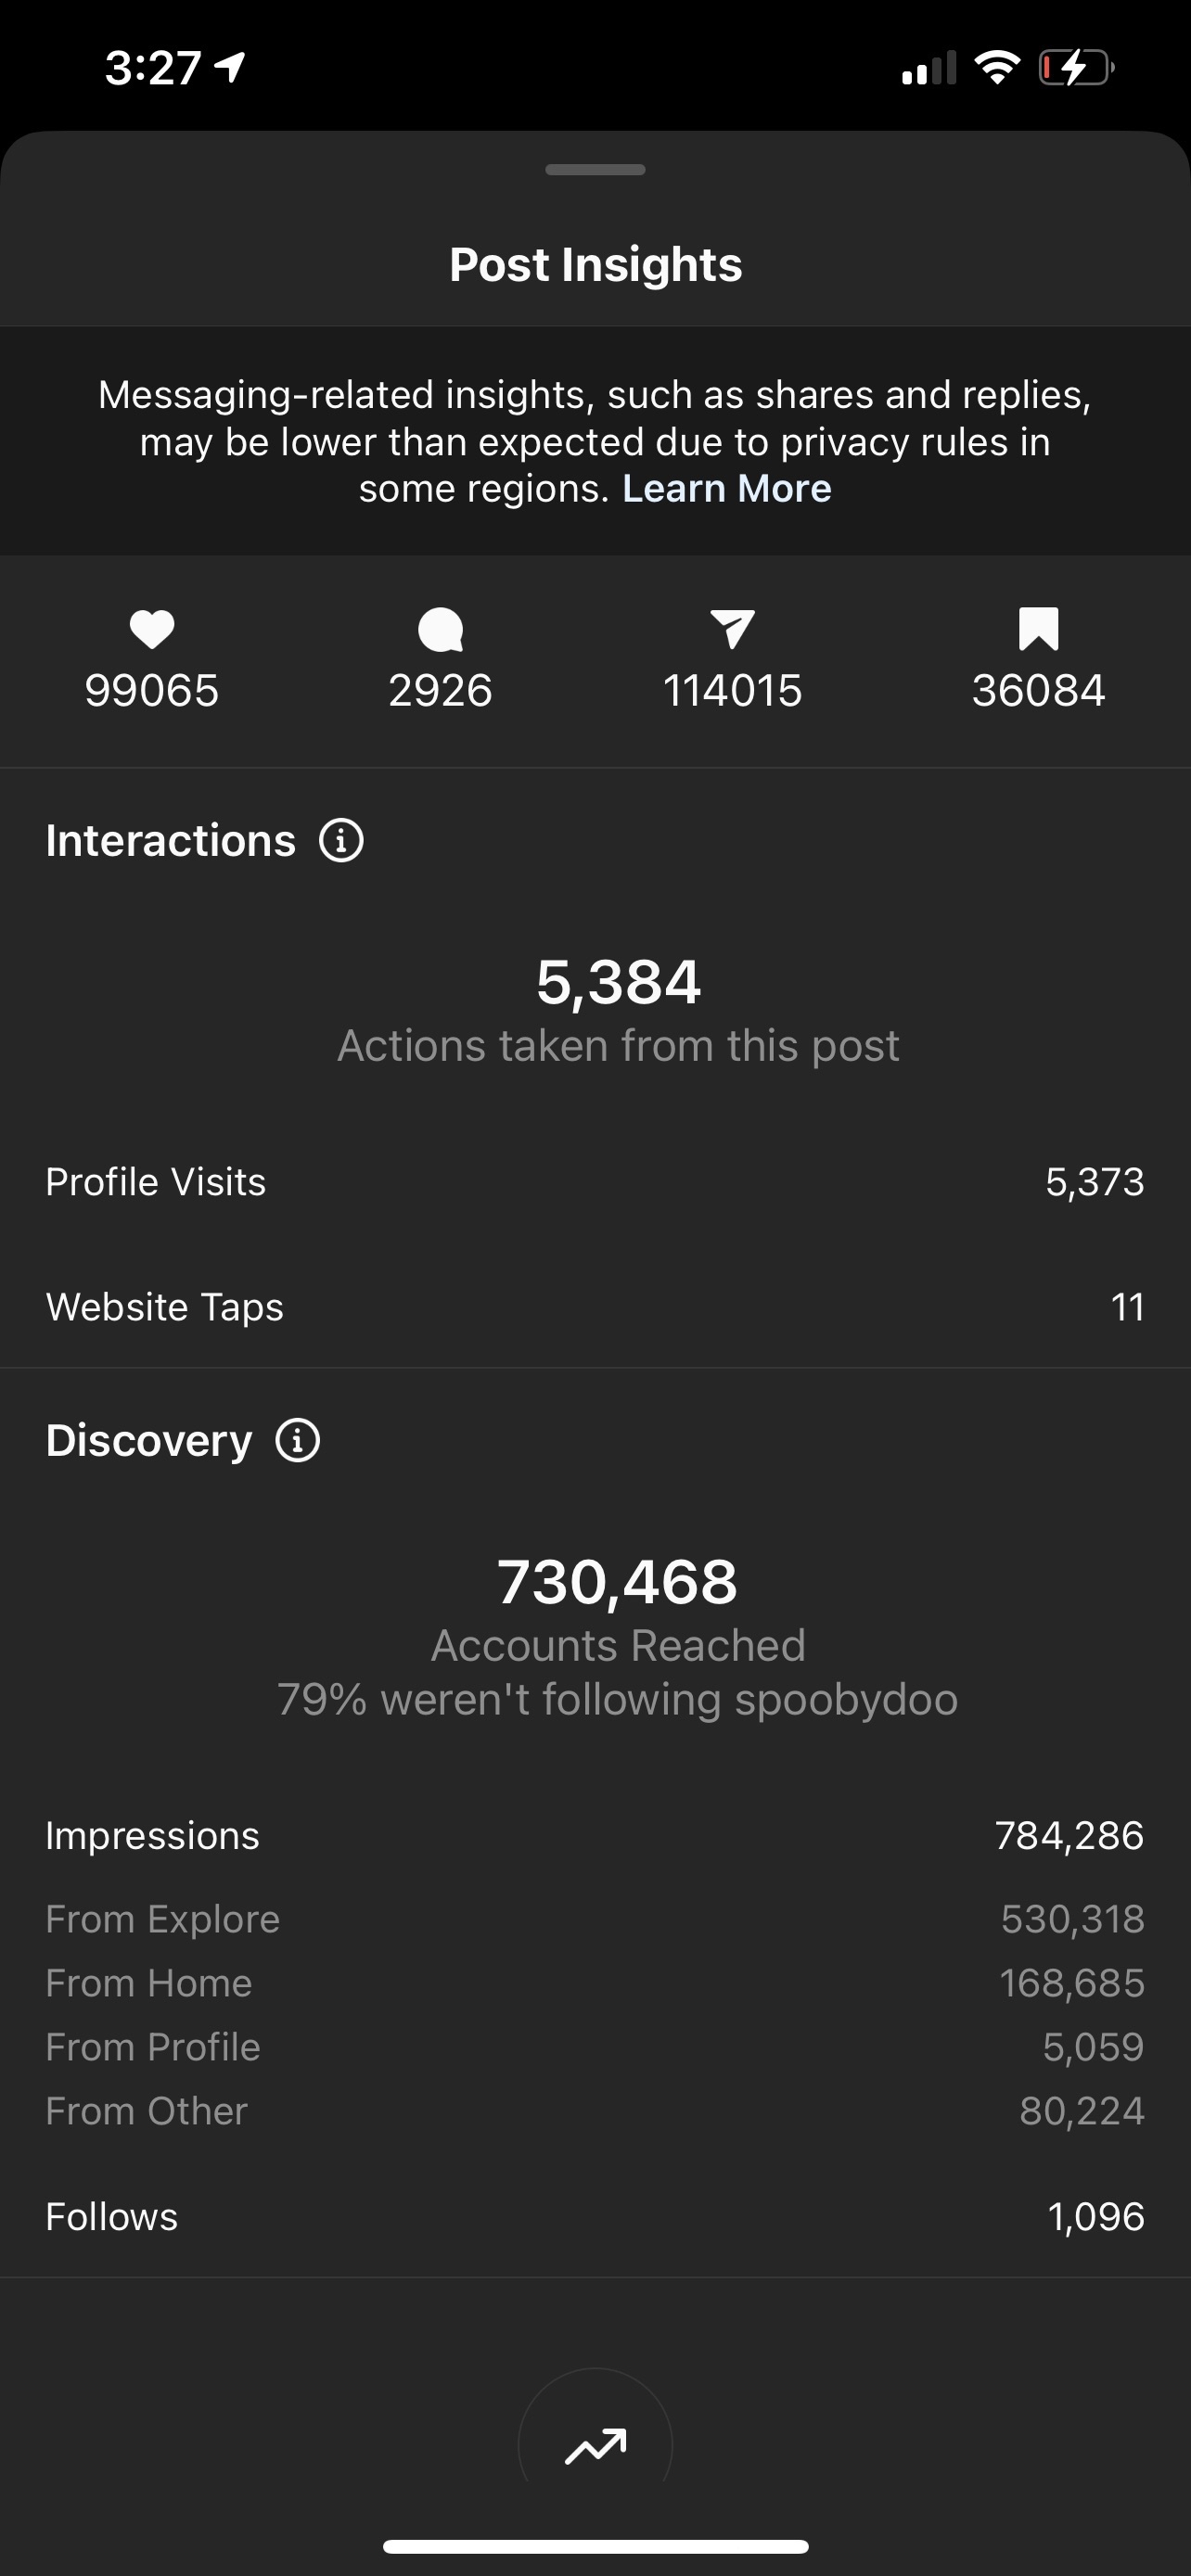 3:27
Post Insights
Messaging-related insights, such as shares and replies,
may be lower than expected due to privacy rules in
some regions. Learn More
99065 2926 114015 36084
Interactions
5,384
Actions taken from this post
Profile Visits 5,373
Website Taps 11
Discovery
730,468
Accounts Reached
79% weren't following spoobydoo
Impressions 784,286
From Explore 530,318
From Home 168,685
From Profile 5,059
From Other 80,224
Follows 1,096